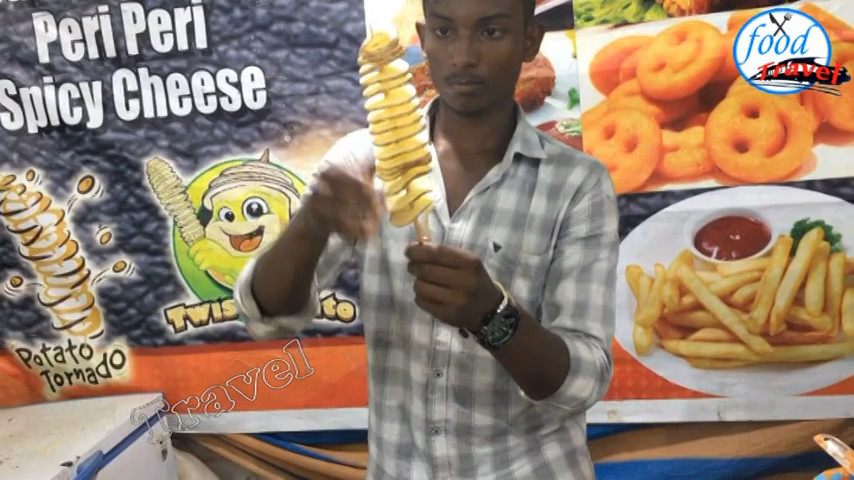 Peri Peri
Spicy Cheese
food
Travel
Potato
Tornado
Travel